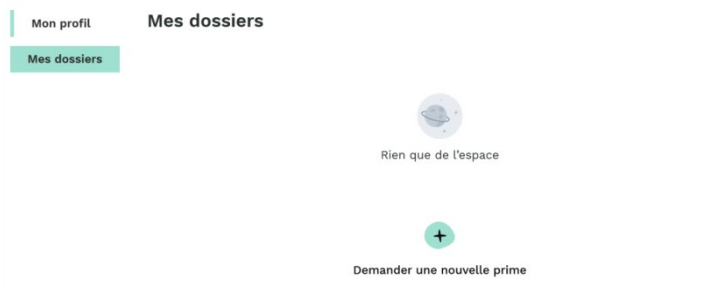 Mon profil
Mes dossiers
Mes dossiers
Rien que de l'espace
Demander une nouvelle prime